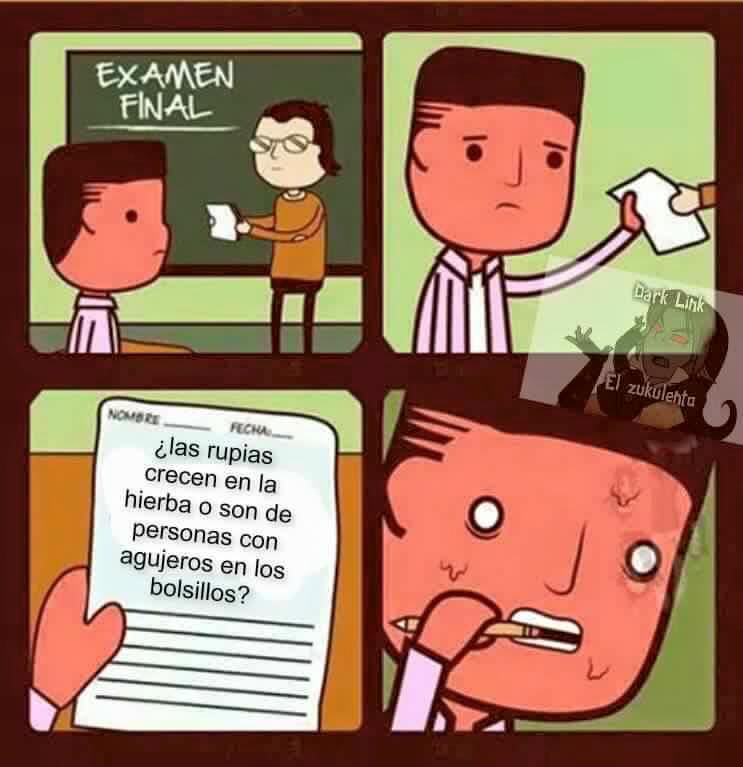 EXAMEN
FINAL
Dark Link
El zukulento
NOMBRE
FECHA:
¿las rupias
crecen en la
hierba o son de
personas con
agujeros en los
bolsillos?